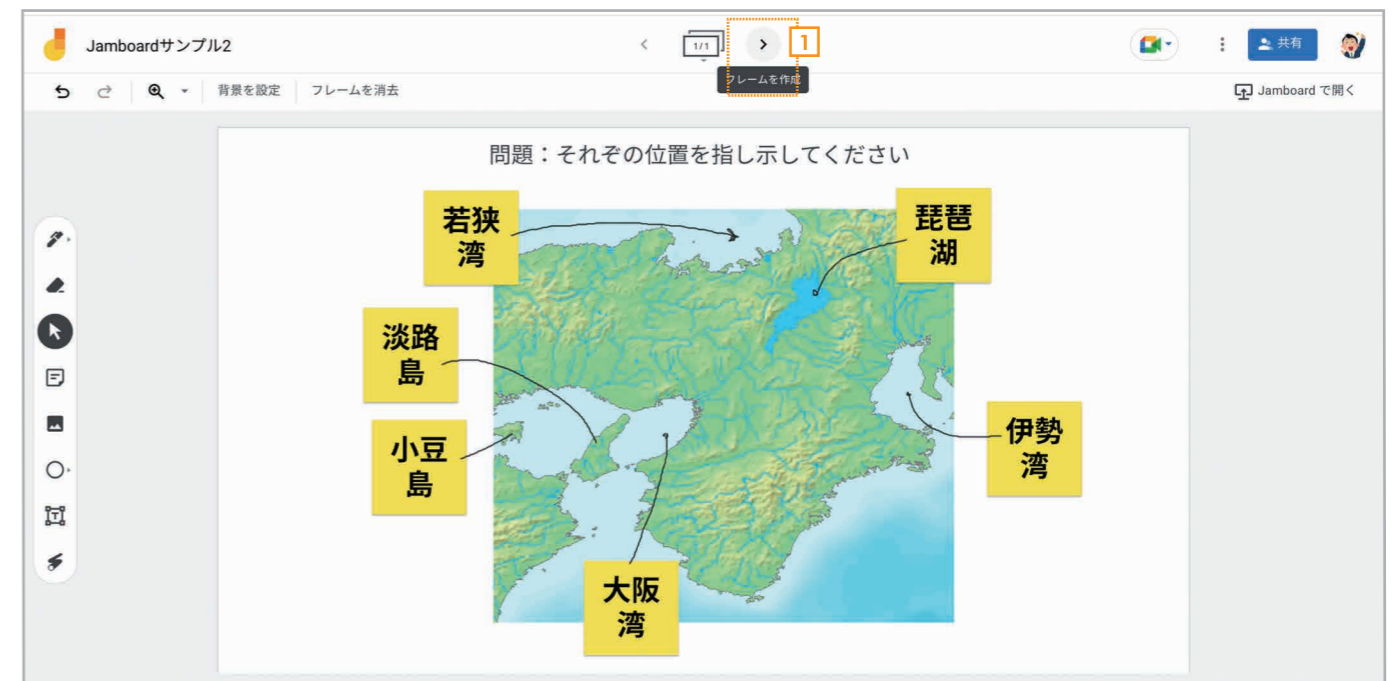 Jamboardサンプル2
1/1
1
共有
フレームを作成
背景を設定
フレームを消去
Jamboard で開く
問題：それぞの位置を指し示してください
若狭
湾
琵琶
湖
淡路
島
小豆
島
伊勢
湾
大阪
湾